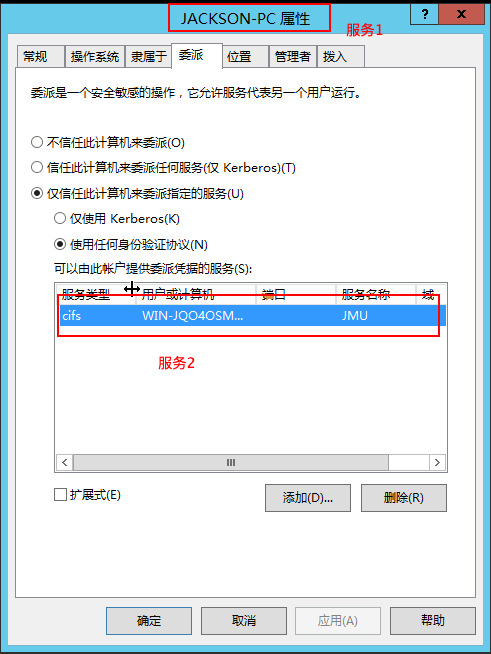 JACKSON-PC 属性
? x
服务1
常规 操作系统 隶属于 委派 位置 管理者 拨入
委派是一个安全敏感的操作，它允许服务代表另一个用户运行。
不信任此计算机来委派(O)
信任此计算机来委派任何服务(仅 Kerberos)(T)
仅信任此计算机来委派指定的服务(U)
仅使用 Kerberos(K)
使用任何身份验证协议(N)
可以由此帐户提供委派凭据的服务(S):
服务类型 用户或计算机 端口 服务名称 域
cifs WIN-JQO4OSM... JMU
服务2
扩展式(E) 添加(D)... 删除(R)
确定 取消 应用(A) 帮助